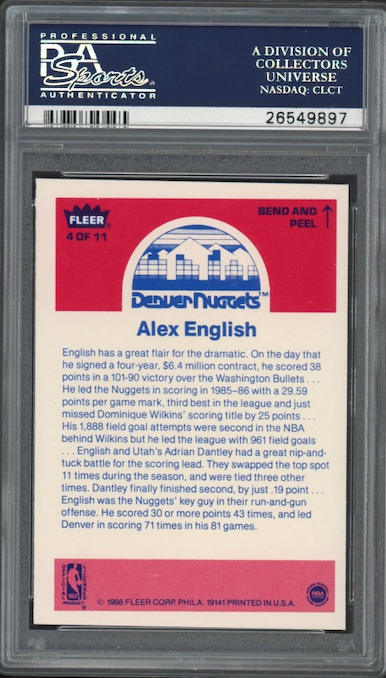 PROFESSIONAL
PSA
Sports
AUTHENTICATOR
A DIVISION OF
COLLECTORS
UNIVERSE
NASDAQ: CLCT
26549897
FLEER®
4 OF 11
BEND AND
PEEL
DENVER NUGGETS™
Alex English
English has a great flair for the dramatic. On the day that
he signed a four-year, $6.4 million contract, he scored 38
points in a 101-90 victory over the Washington Bullets . . .
He led the Nuggets in scoring in 1985–86 with a 29.59
points per game mark, third best in the league and just
missed Dominique Wilkins' scoring title by 25 points . . .
His 1,888 field goal attempts were second in the NBA
behind Wilkins but he led the league with 961 field goals
. . . English and Utah's Adrian Dantley had a great nip-and-
tuck battle for the scoring lead. They swapped the top spot
11 times during the season, and were tied three other
times. Dantley finally finished second, by just .19 point . . .
English was the Nuggets' key guy in their run-and-gun
offense. He scored 30 or more points 43 times, and led
Denver in scoring 71 times in his 81 games.
OFFICIAL LICENSED
PRODUCT
© 1986 FLEER CORP. PHILA. 19141 PRINTED IN U.S.A.
NBA